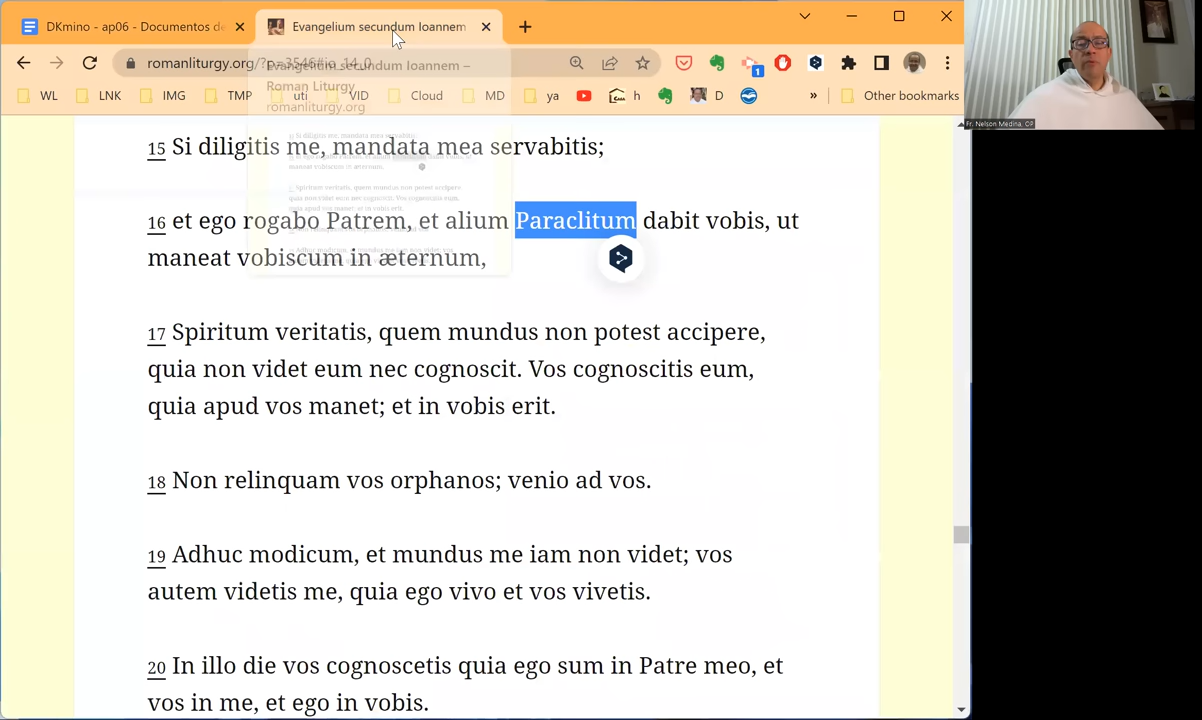 DKmino - ap06 - Documentos de
Evangelium secundum Ioannem
romanliturgy.org/?p=3546#io_14_0
Evangelium secundum Ioannem –
Roman Liturgy
romanliturgy.org
1
WL LNK IMG TMP uti VID Cloud MD ya h D » Other bookmarks
Fr. Nelson Medina, OP
15 Si diligitis me, mandata mea servabitis;
16 et ego rogabo Patrem, et alium Paraclitum dabit vobis, ut
maneat vobiscum in æternum,
17 Spiritum veritatis, quem mundus non potest accipere,
quia non videt eum nec cognoscit. Vos cognoscitis eum,
quia apud vos manet; et in vobis erit.
18 Non relinquam vos orphanos; venio ad vos.
19 Adhuc modicum, et mundus me iam non videt; vos
autem videtis me, quia ego vivo et vos vivetis.
20 In illo die vos cognoscetis quia ego sum in Patre meo, et
vos in me, et ego in vobis.